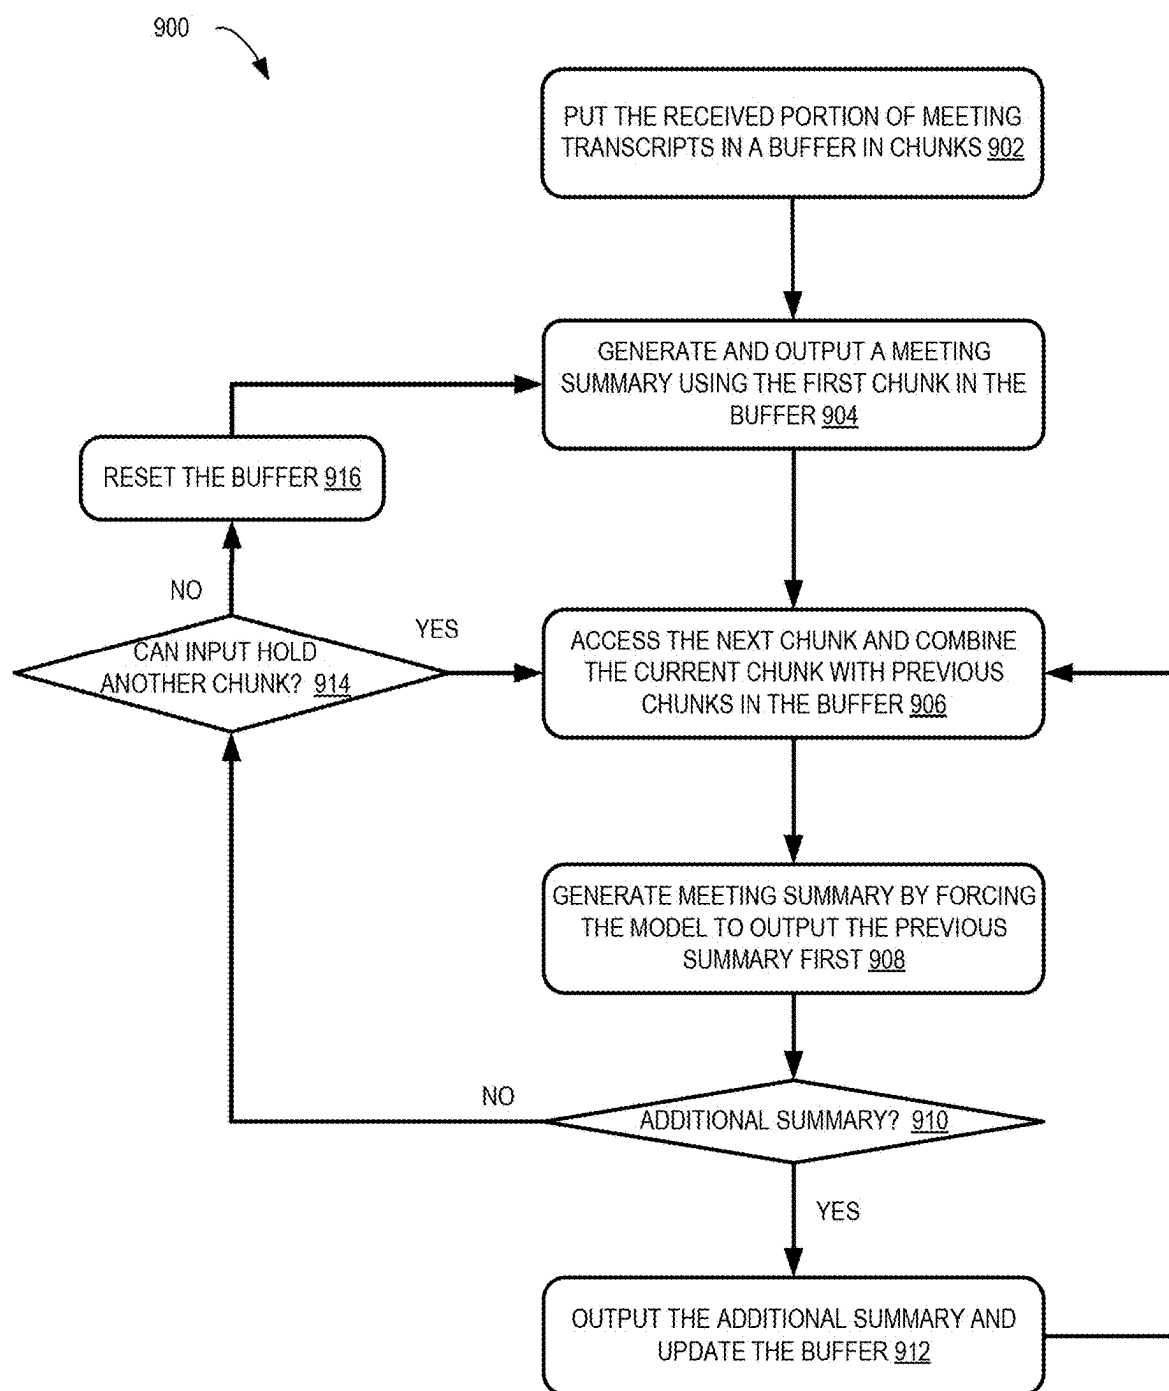 900
PUT THE RECEIVED PORTION OF MEETING
TRANSCRIPTS IN A BUFFER IN CHUNKS 902
GENERATE AND OUTPUT A MEETING
SUMMARY USING THE FIRST CHUNK IN THE
BUFFER 904
RESET THE BUFFER 916
NO
YES
CAN INPUT HOLD
ANOTHER CHUNK? 914
ACCESS THE NEXT CHUNK AND COMBINE
THE CURRENT CHUNK WITH PREVIOUS
CHUNKS IN THE BUFFER 906
GENERATE MEETING SUMMARY BY FORCING
THE MODEL TO OUTPUT THE PREVIOUS
SUMMARY FIRST 908
NO
ADDITIONAL SUMMARY? 910
YES
OUTPUT THE ADDITIONAL SUMMARY AND
UPDATE THE BUFFER 912